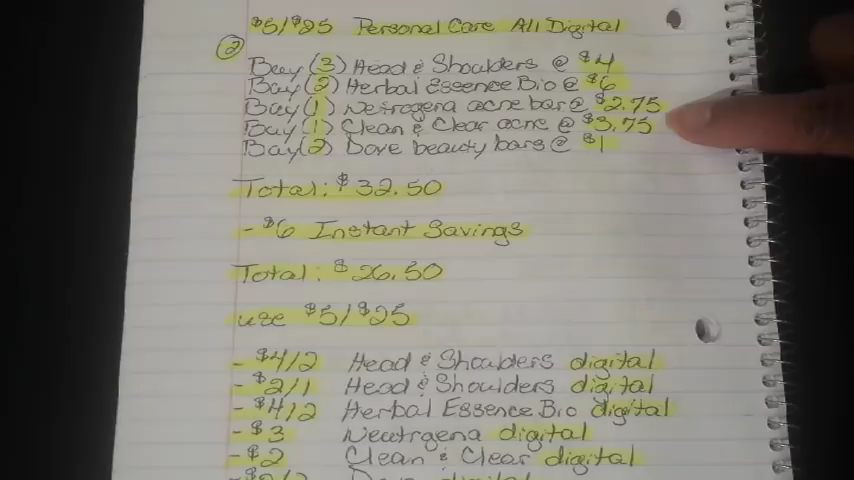 $5/$25 Personal Care All Digital
②
Buy (3) Head & Shoulders @ $4
Buy (2) Herbal Essence Bio @ $6
Buy (1) Netrogena acne bar @ $2.75
Buy (1) Clean & Clear acne @ $3.75
Buy (2) Dove beauty bars @ $1
Total: $32.50
- $6 Instant Savings
Total: $26.50
use $5/$25
- $4/2 Head & Shoulders digital
- $2/1 Head & Shoulders digital
- $4/2 Herbal Essence Bio digital
- $3 Neutrgena digital
- $2 Clean & Clear digital